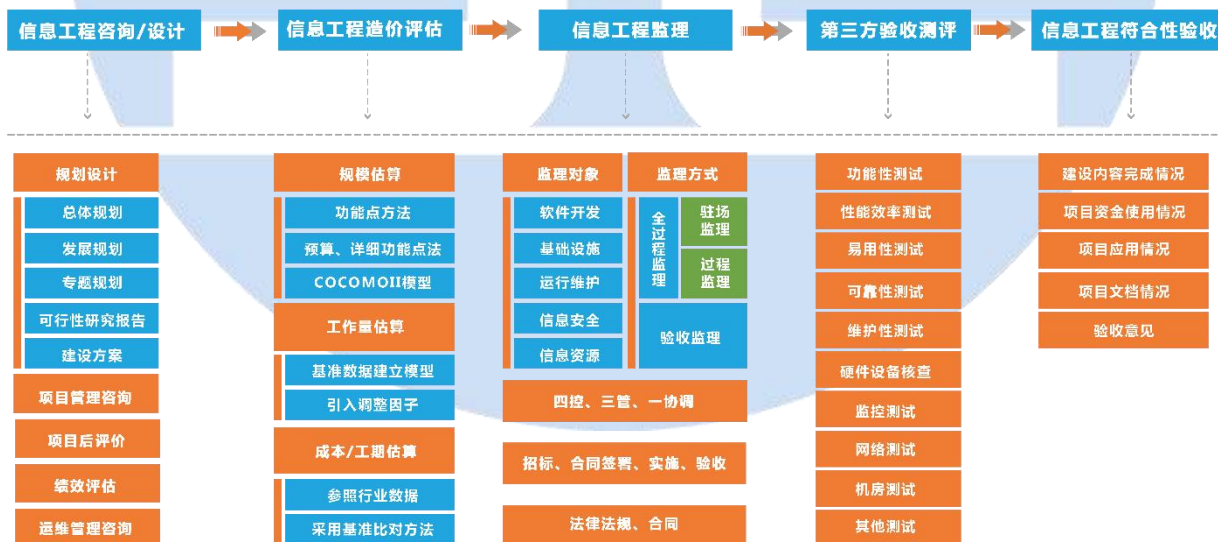 信息工程咨询/设计
信息工程造价评估
信息工程监理
第三方验收测评
信息工程符合性验收
规划设计
总体规划
发展规划
专题规划
可行性研究报告
建设方案
项目管理咨询
项目后评价
绩效评估
运维管理咨询
规模估算
功能点方法
预算、详细功能点法
COCOMOII模型
工作量估算
基准数据建立模型
引入调整因子
成本/工期估算
参照行业数据
采用基准比对方法
监理对象
软件开发
基础设施
运行维护
信息安全
信息资源
监理方式
全过程监理
驻场
监理
过程
监理
验收监理
四控、三管、一协调
招标、合同签署、实施、验收
法律法规、合同
功能性测试
性能效率测试
易用性测试
可靠性测试
维护性测试
硬件设备核查
监控测试
网络测试
机房测试
其他测试
建设内容完成情况
项目资金使用情况
项目应用情况
项目文档情况
验收意见